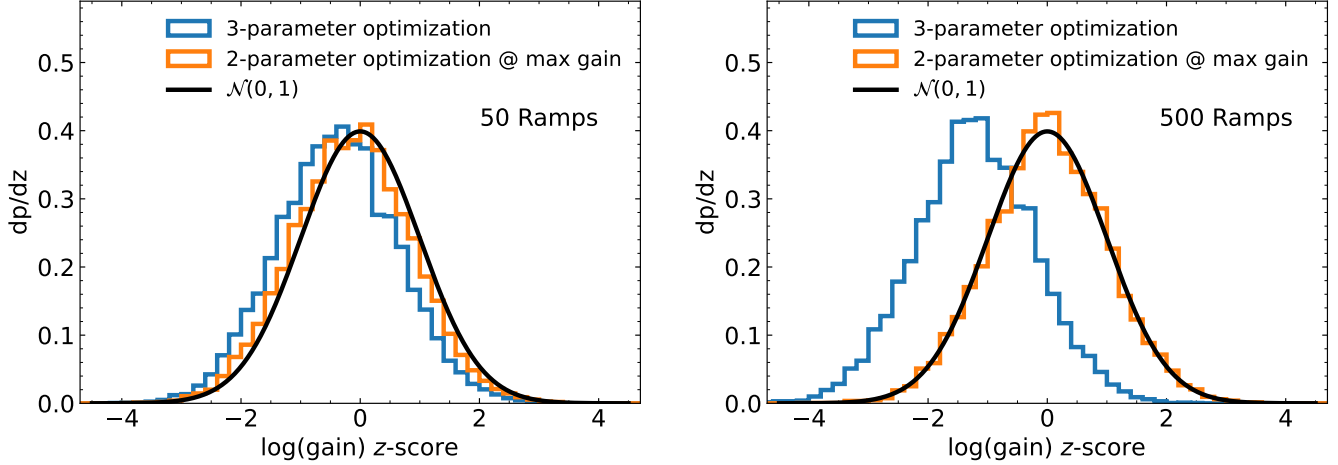 3-parameter optimization
2-parameter optimization @ max gain
𝒩(0, 1)
50 Ramps
0.5
0.4
0.3
0.2
0.1
0.0
dp/dz
−4 −2 0 2 4
log(gain) z-score
3-parameter optimization
2-parameter optimization @ max gain
𝒩(0, 1)
500 Ramps
0.5
0.4
0.3
0.2
0.1
0.0
dp/dz
−4 −2 0 2 4
log(gain) z-score